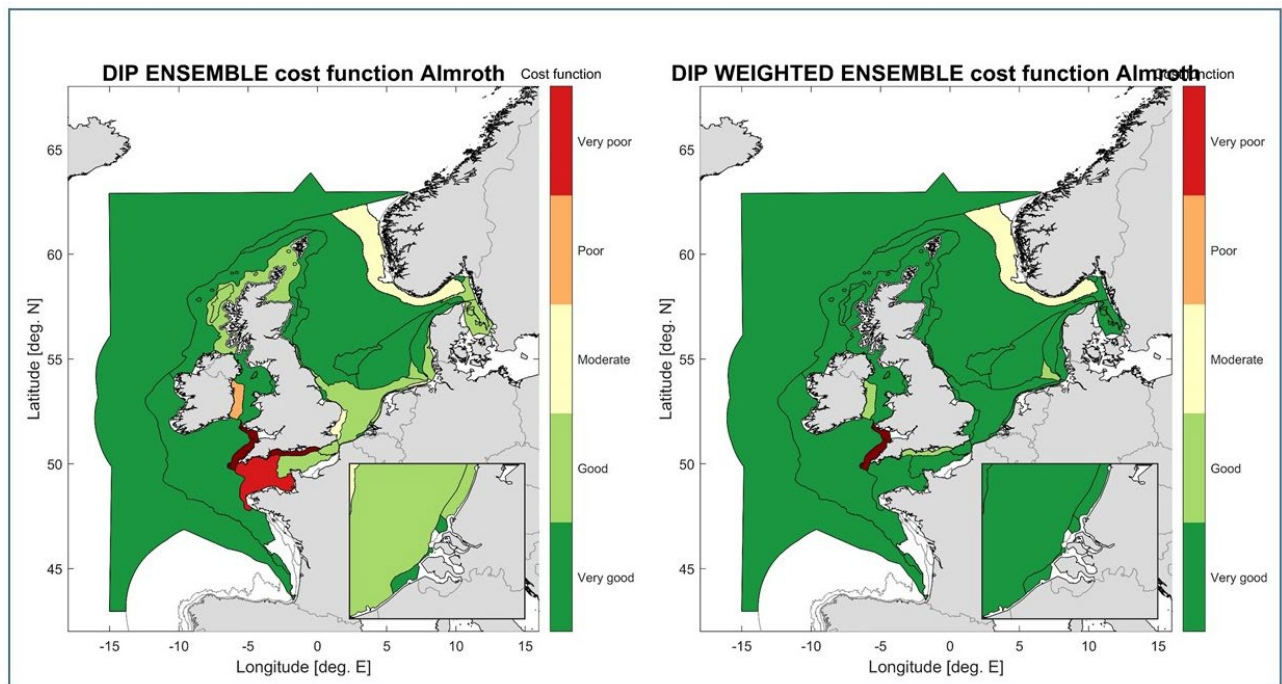 DIP ENSEMBLE cost function Almroth
Cost function
65
60
55
50
45
Latitude [deg. N]
-15 -10 -5 0 5 10 15
Longitude [deg. E]
Very poor
Poor
Moderate
Good
Very good
DIP WEIGHTED ENSEMBLE cost function Almroth
Cost function
65
60
55
50
45
Latitude [deg. N]
-15 -10 -5 0 5 10 15
Longitude [deg. E]
Very poor
Poor
Moderate
Good
Very good